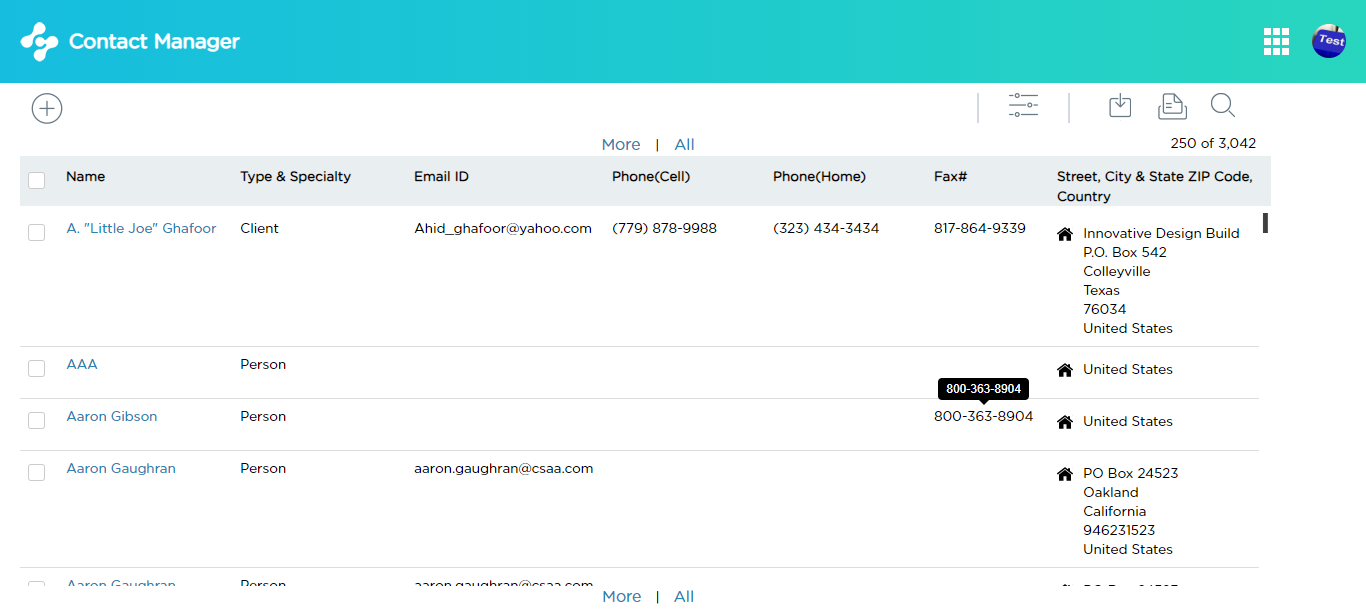 Contact Manager
Test
More | All
250 of 3,042
Name Type & Specialty Email ID Phone(Cell) Phone(Home) Fax# Street, City & State ZIP Code,
Country
A. "Little Joe" Ghafoor Client Ahid_ghafoor@yahoo.com (779) 878-9988 (323) 434-3434 817-864-9339 Innovative Design Build
P.O. Box 542
Colleyville
Texas
76034
United States
AAA Person United States
800-363-8904
Aaron Gibson Person 800-363-8904 United States
Aaron Gaughran Person aaron.gaughran@csaa.com PO Box 24523
Oakland
California
946231523
United States
Aaron Gaughran Person aaron.gaughran@csaa.com
More | All